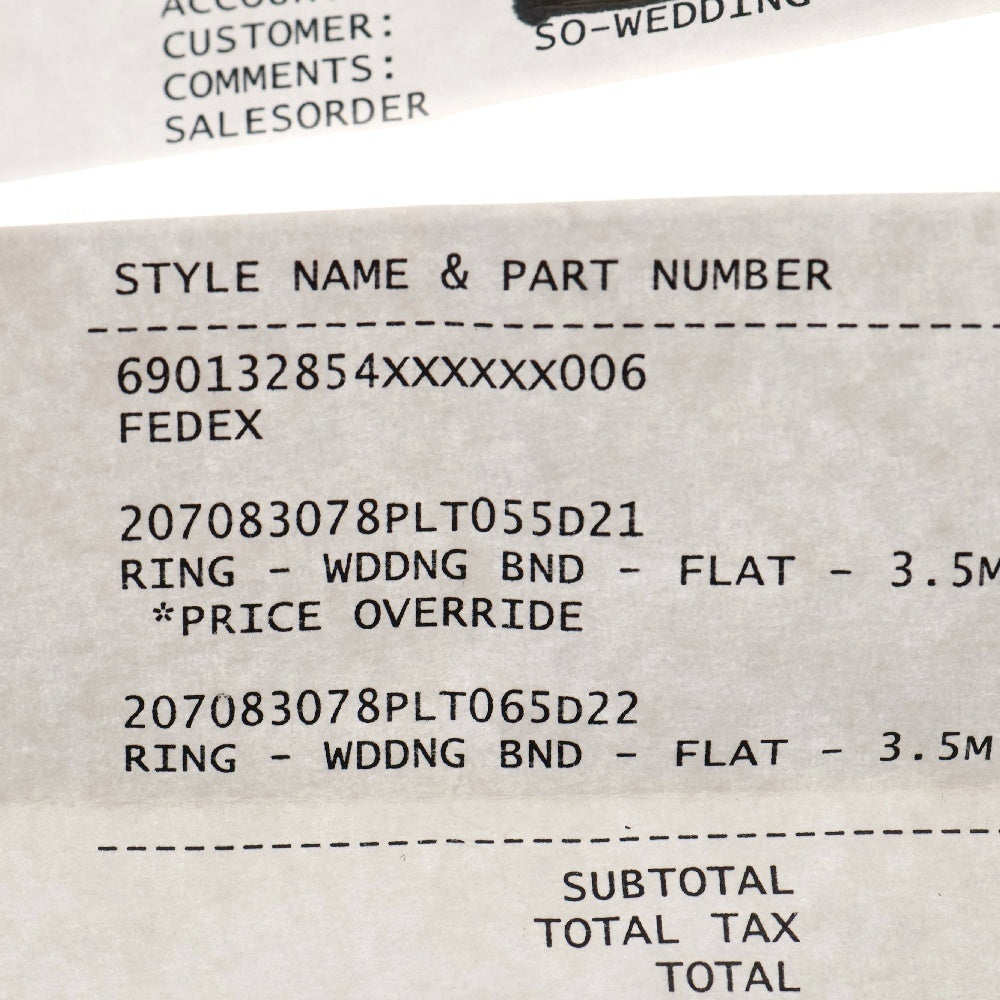 CUSTOMER:
SO-WEDDING
COMMENTS:
SALESORDER
STYLE NAME & PART NUMBER
690132854XXXXXXX006
FEDEX
207083078PLT055D21
RING - WDDNG BND - FLAT - 3.5M
*PRICE OVERRIDE
207083078PLT065D22
RING - WDDNG BND - FLAT - 3.5M
SUBTOTAL
TOTAL TAX
TOTAL